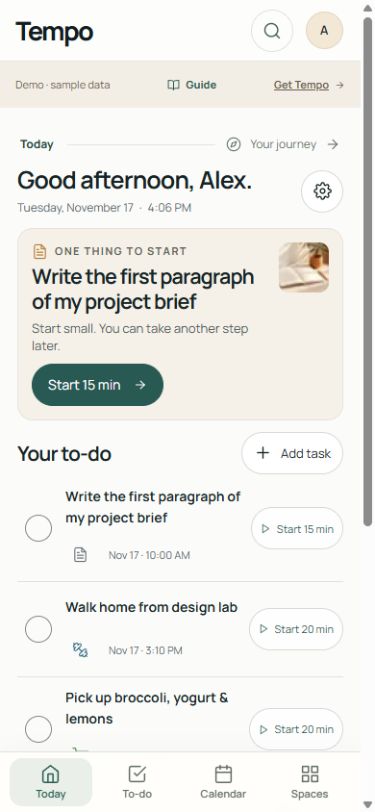 Tempo
A
Demo · sample data
Guide
Get Tempo →
Today
Your journey →
Good afternoon, Alex.
Tuesday, November 17 · 4:06 PM
ONE THING TO START
Write the first paragraph
of my project brief
Start small. You can take another step
later.
Start 15 min →
Your to-do
+ Add task
Write the first paragraph of
my project brief
Start 15 min
Nov 17 · 10:00 AM
Walk home from design lab
Start 20 min
Nov 17 · 3:10 PM
Pick up broccoli, yogurt &
lemons
Start 20 min
Today
To-do
Calendar
Spaces